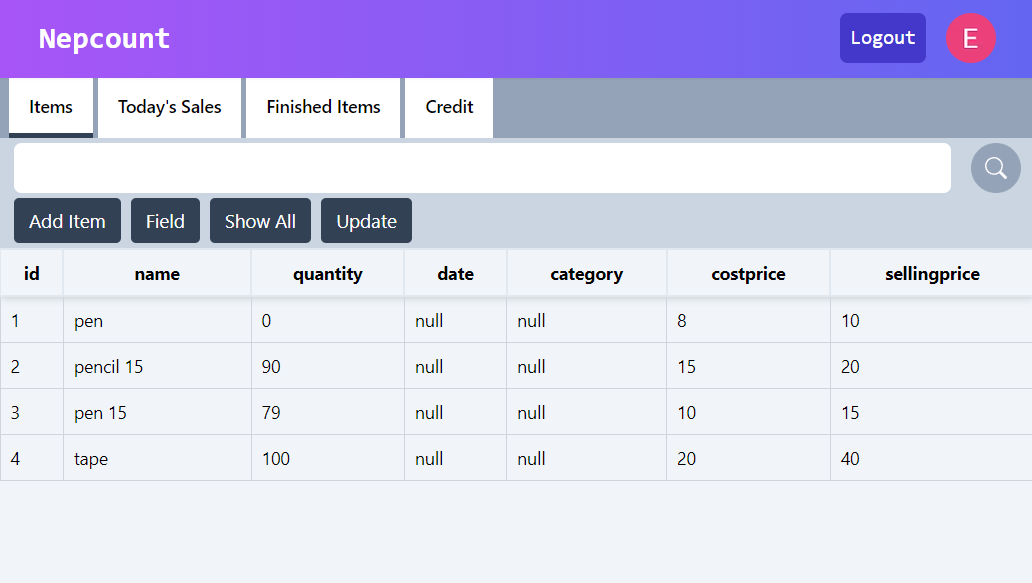 Nepcount Logout E
Items Today's Sales Finished Items Credit
Add Item Field Show All Update
id name quantity date category costprice sellingprice
1 pen 0 null null 8 10
2 pencil 15 90 null null 15 20
3 pen 15 79 null null 10 15
4 tape 100 null null 20 40